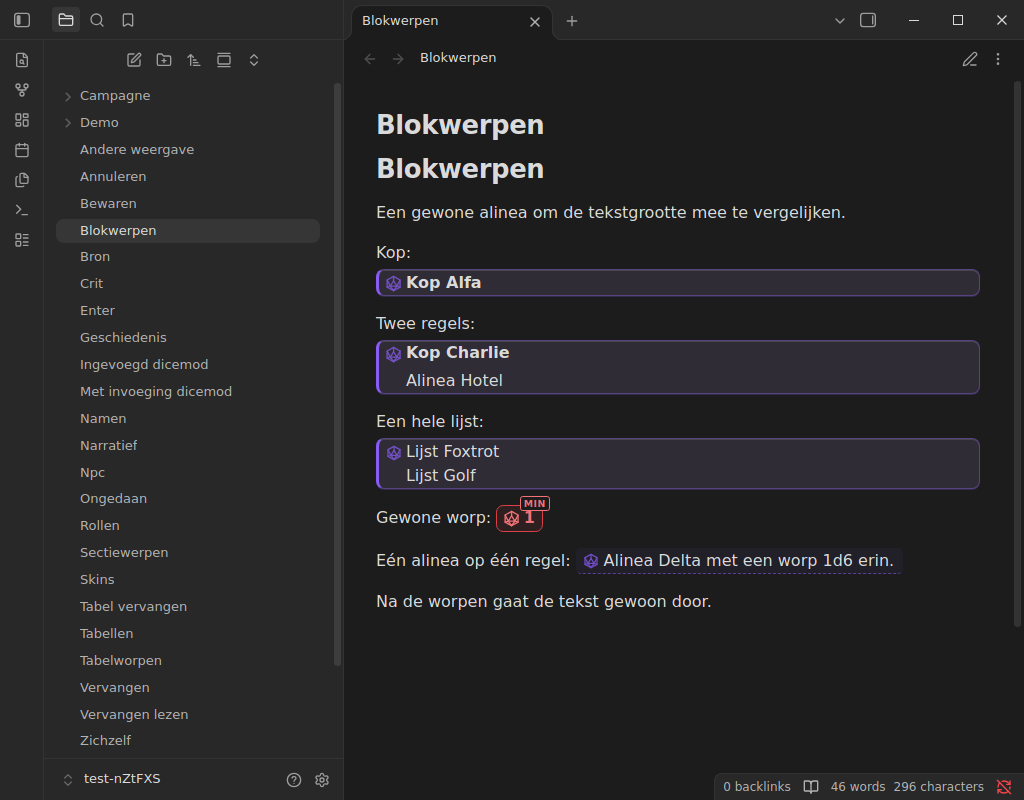 Blokwerpen
Blokwerpen
Campagne
Demo
Andere weergave
Annuleren
Bewaren
Blokwerpen
Bron
Crit
Enter
Geschiedenis
Ingevoegd dicemod
Met invoeging dicemod
Namen
Narratief
Npc
Ongedaan
Rollen
Sectiewerpen
Skins
Tabel vervangen
Tabellen
Tabelworpen
Vervangen
Vervangen lezen
Zichzelf
test-nZtFXS
Blokwerpen
Blokwerpen
Een gewone alinea om de tekstgrootte mee te vergelijken.
Kop:
Kop Alfa
Twee regels:
Kop Charlie
Alinea Hotel
Een hele lijst:
Lijst Foxtrot
Lijst Golf
MIN
Gewone worp: 1
Eén alinea op één regel: Alinea Delta met een worp 1d6 erin.
Na de worpen gaat de tekst gewoon door.
0 backlinks 46 words 296 characters